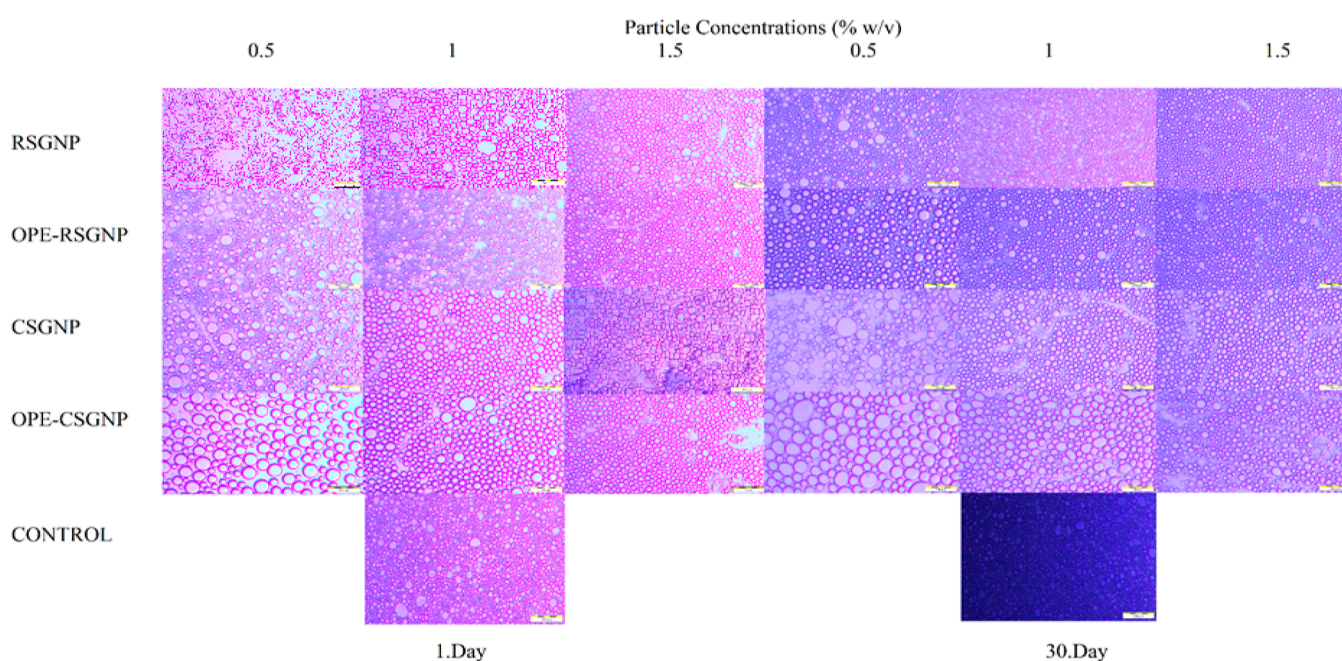 Particle Concentrations (% w/v)
0.5 1 1.5 0.5 1 1.5
RSGNP
OPE-RSGNP
CSGNP
OPE-CSGNP
CONTROL
1.Day 30.Day